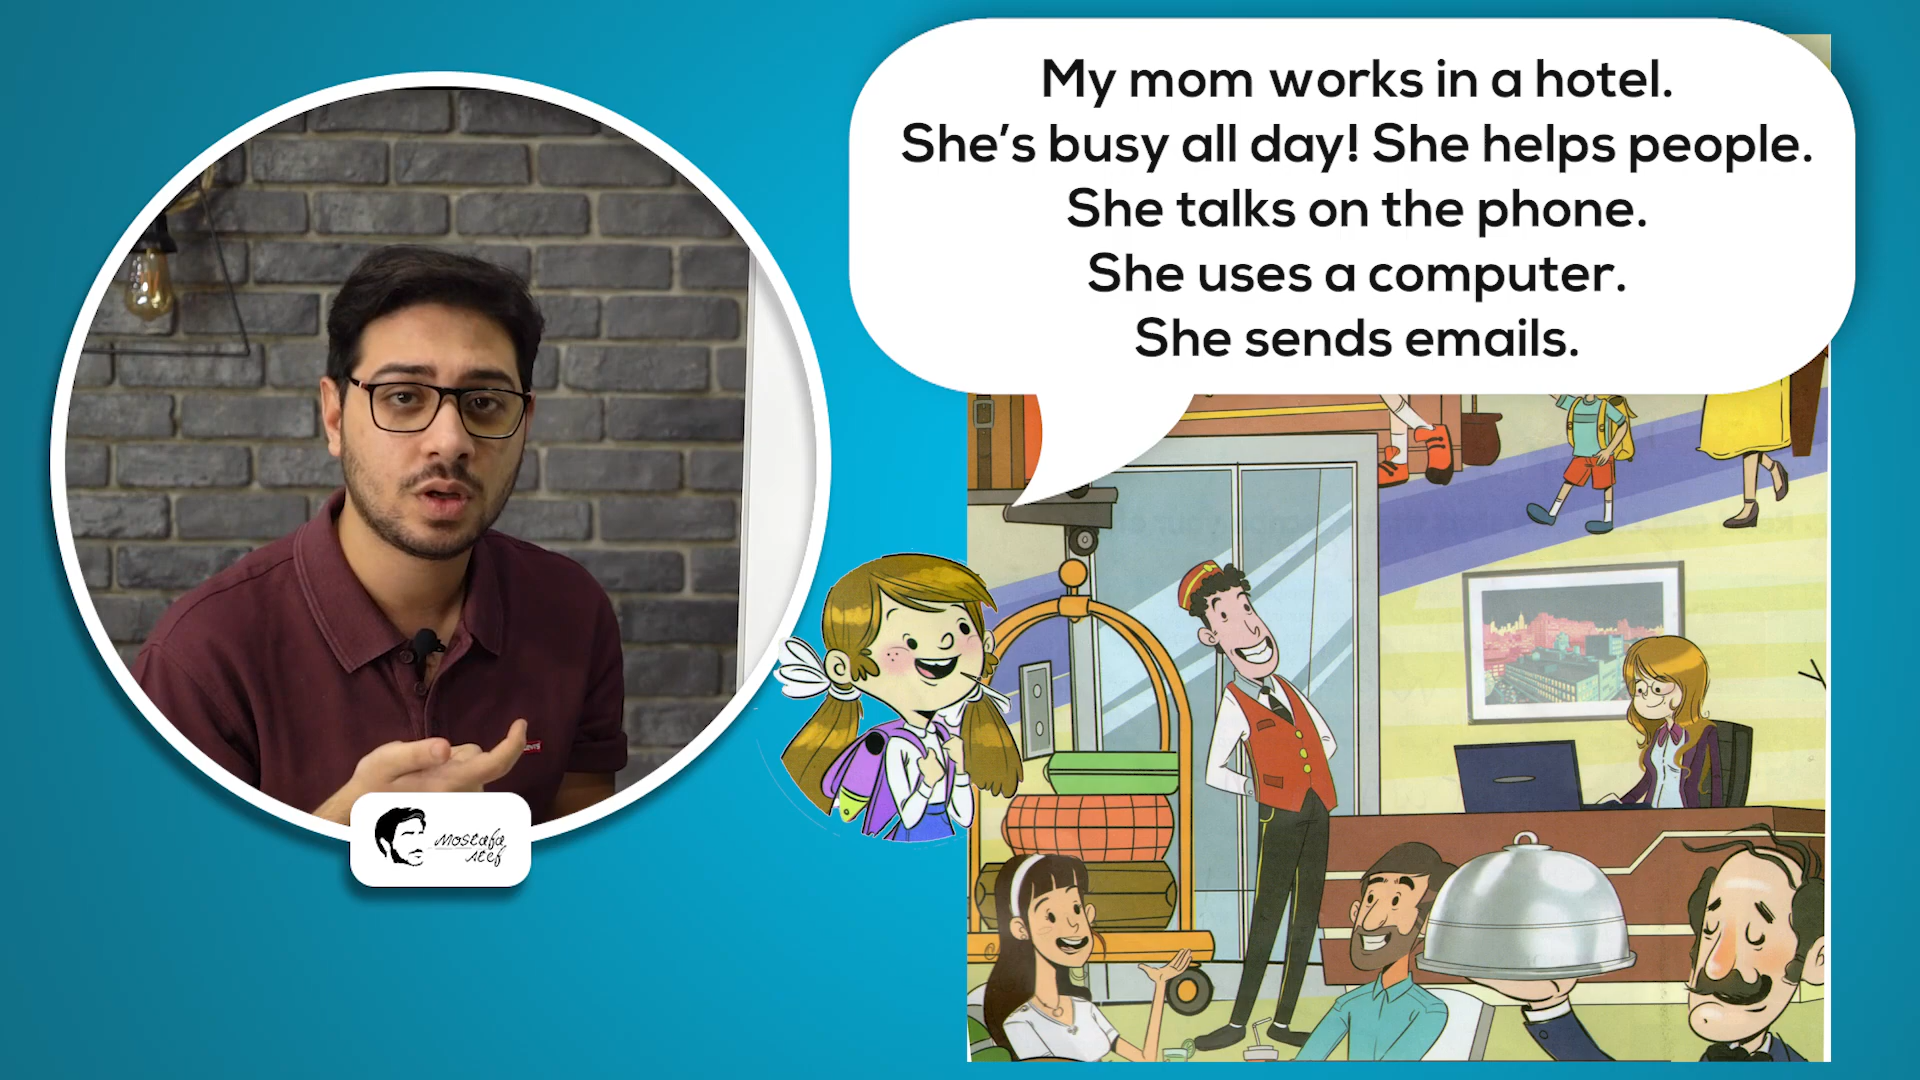 My mom works in a hotel.
She's busy all day! She helps people.
She talks on the phone.
She uses a computer.
She sends emails.
Mostafa
Atef